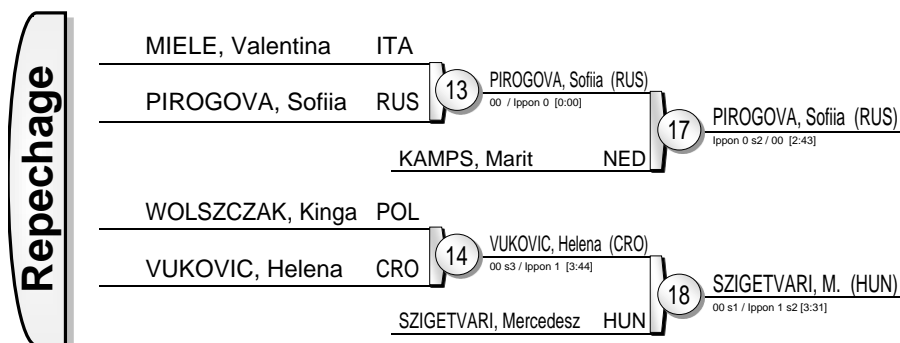 Repechage
MIELE, Valentina ITA
PIROGOVA, Sofiia RUS
13
PIROGOVA, Sofiia (RUS)
00 / Ippon 0 [0:00]
KAMPS, Marit NED
17
PIROGOVA, Sofiia (RUS)
Ippon 0 s2 / 00 [2:43]
WOLSZCZAK, Kinga POL
VUKOVIC, Helena CRO
14
VUKOVIC, Helena (CRO)
00 s3 / Ippon 1 [3:44]
SZIGETVARI, Mercedesz HUN
18
SZIGETVARI, M. (HUN)
00 s1 / Ippon 1 s2 [3:31]